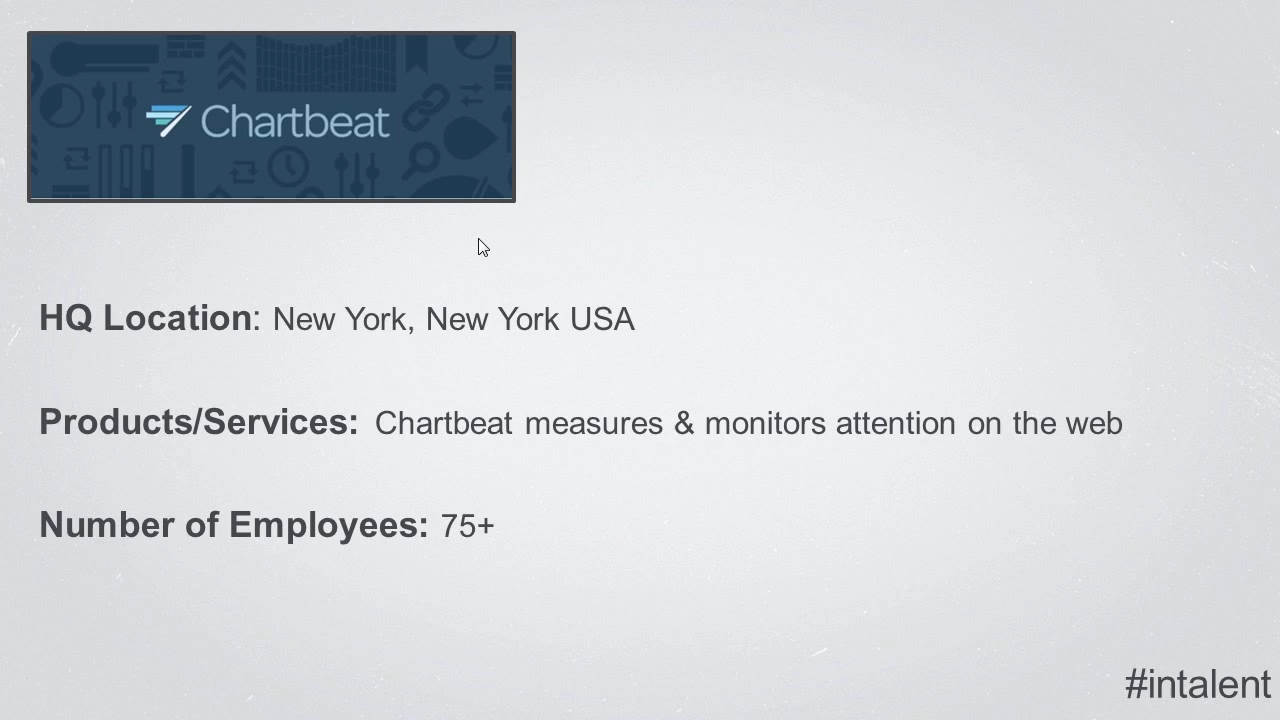 Chartbeat
HQ Location: New York, New York USA
Products/Services: Chartbeat measures & monitors attention on the web
Number of Employees: 75+
#intalent